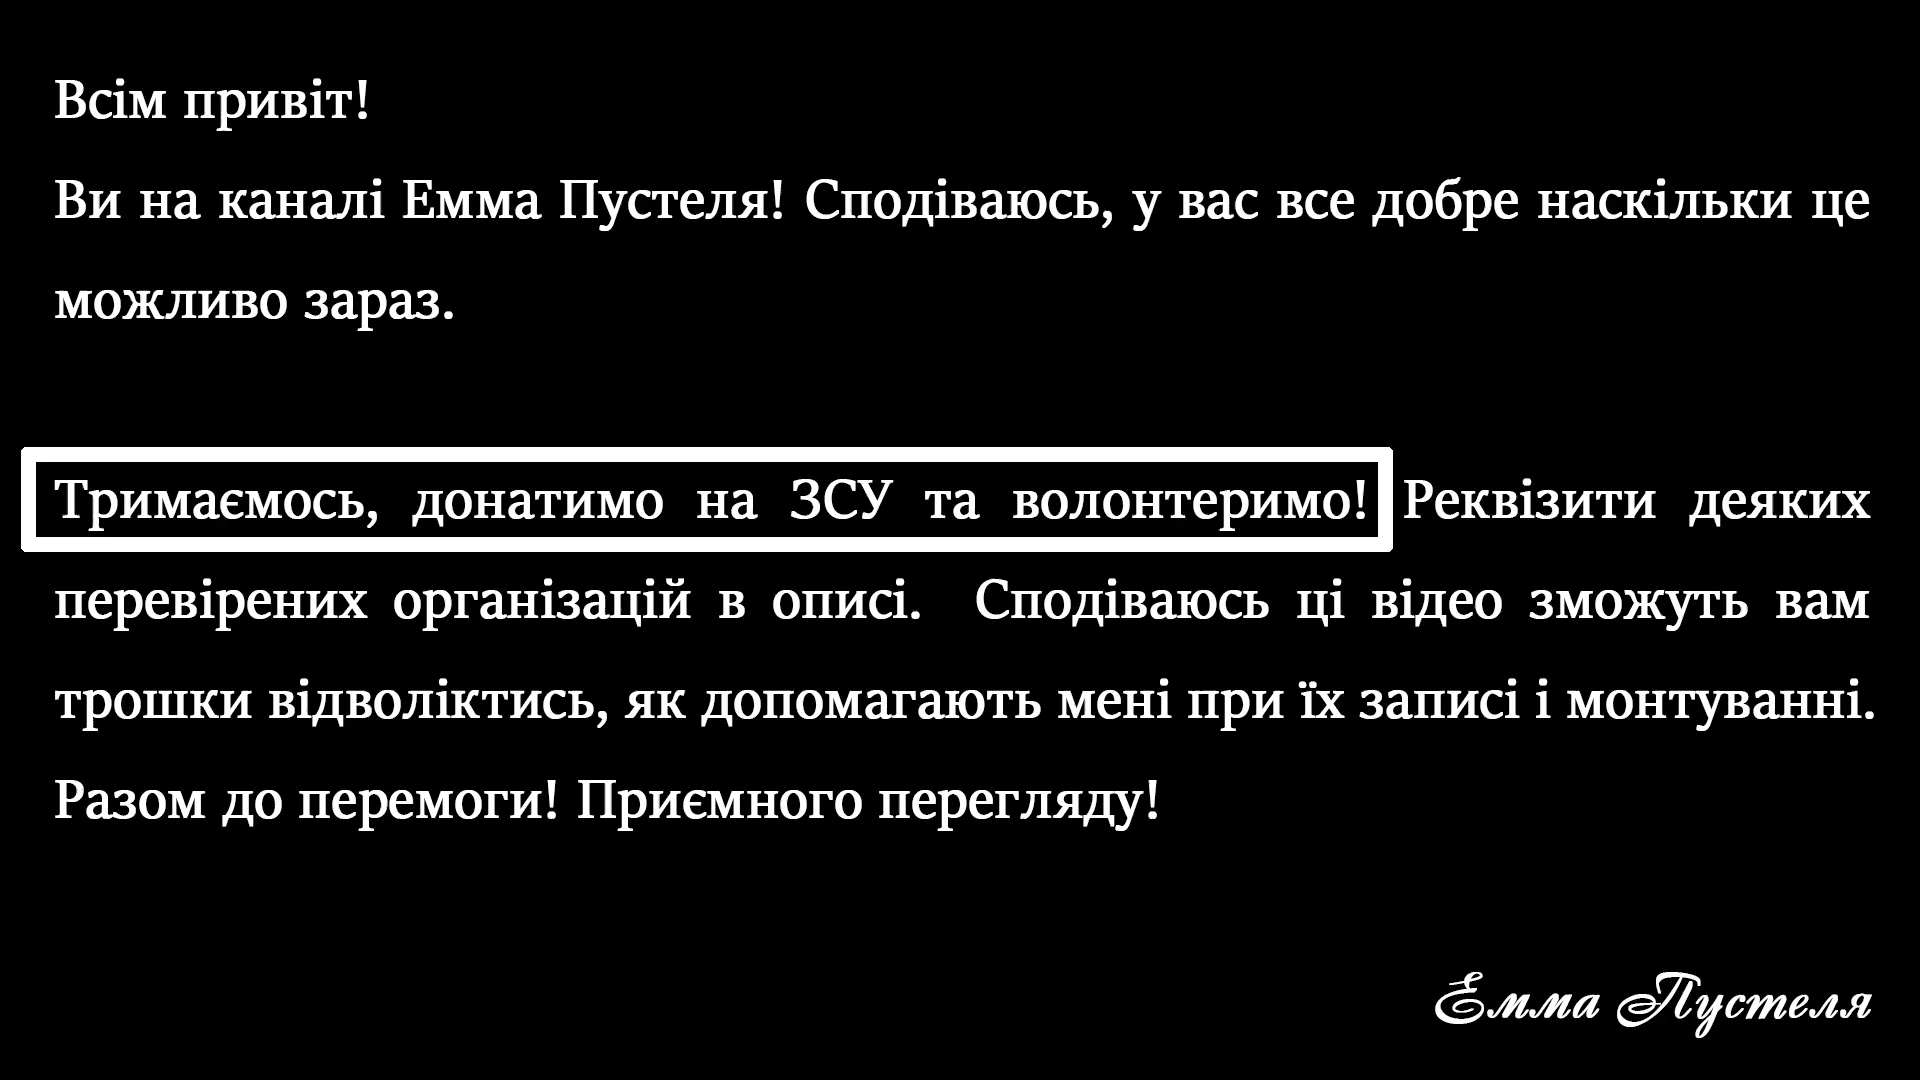 Всім привіт!
Ви на каналі Емма Пустеля! Сподіваюсь, у вас все добре наскільки це
можливо зараз.
Тримаємось, донатимо на ЗСУ та волонтеримо! Реквізити деяких
перевірених організацій в описі. Сподіваюсь ці відео зможуть вам
трошки відволіктись, як допомагають мені при їх записі і монтуванні.
Разом до перемоги! Приємного перегляду!
Емма Пустеля